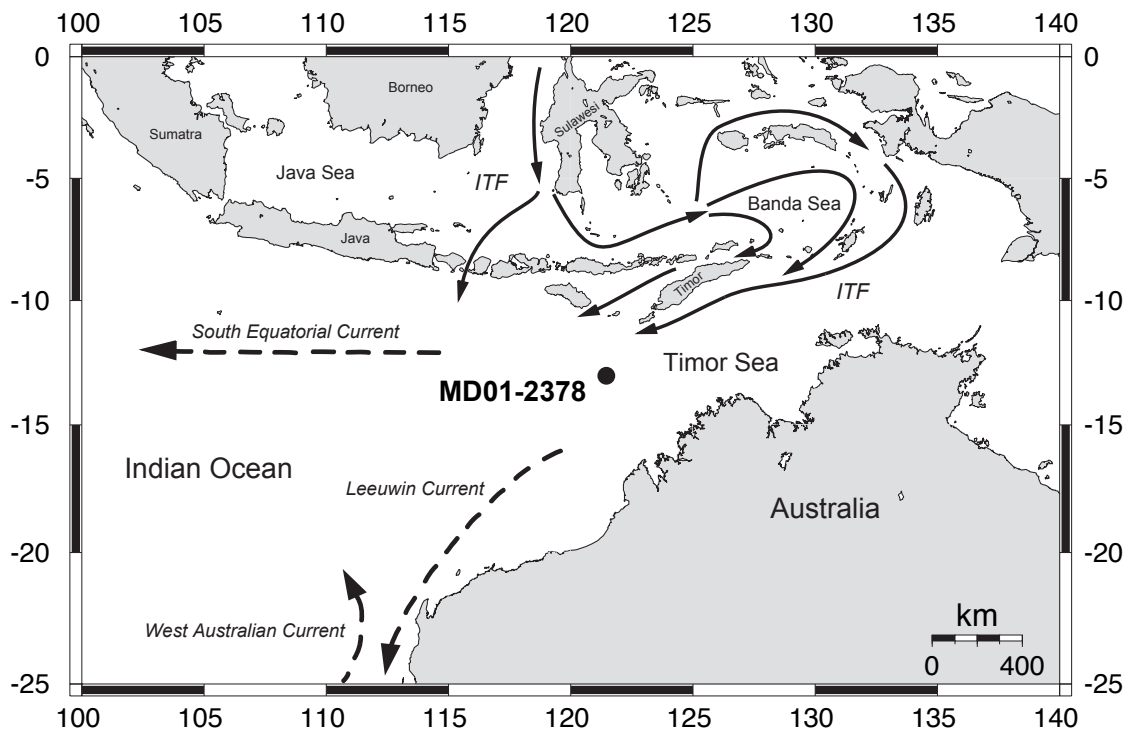 100 105 110 115 120 125 130 135 140
0 0
Borneo
Sulawesi
Sumatra
Java Sea
ITF
-5 -5
Banda Sea
Java
Timor
ITF
-10 -10
South Equatorial Current
Timor Sea
MD01-2378
-15 -15
Indian Ocean
Leeuwin Current
Australia
-20 -20
West Australian Current
km
0 400
-25 -25
100 105 110 115 120 125 130 135 140